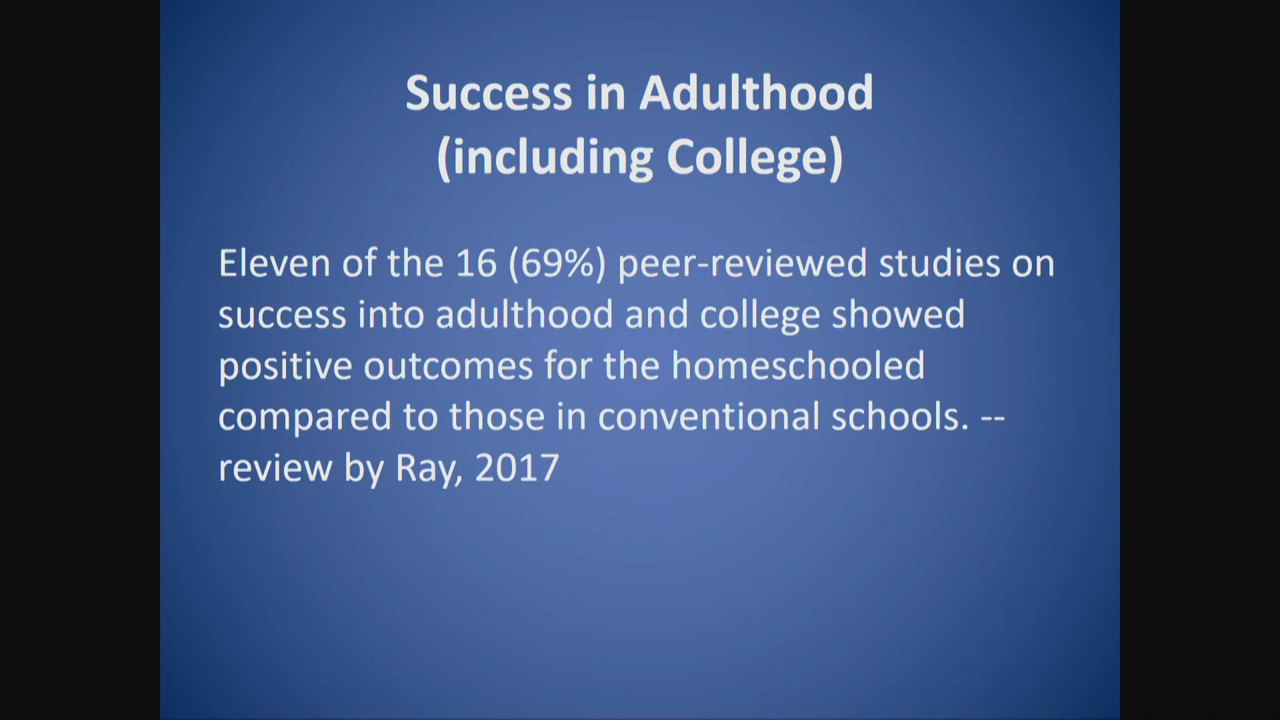 Success in Adulthood
(including College)
Eleven of the 16 (69%) peer-reviewed studies on
success into adulthood and college showed
positive outcomes for the homeschooled
compared to those in conventional schools. --
review by Ray, 2017